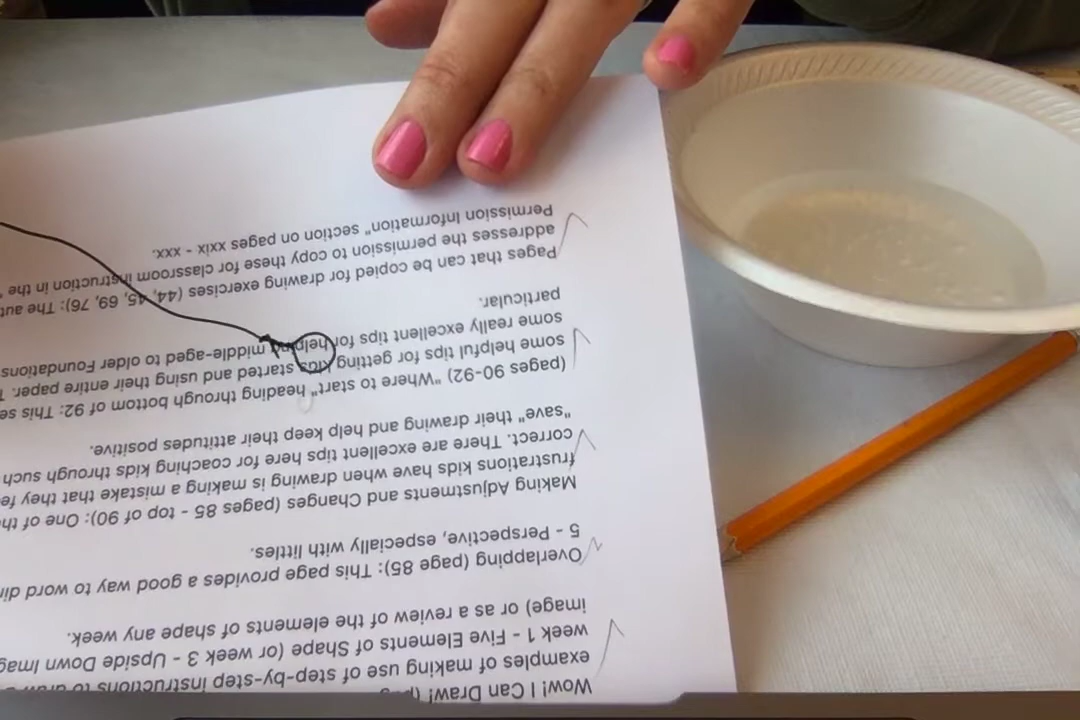 Wow! I Can Draw!
examples of making use of step-by-step instructions to draw
week 1 - Five Elements of Shape (or week 3 - Upside Down Imag
image) or as a review of the elements of shape any week.
Overlapping (page 85): This page provides a good way to word dir
5 - Perspective, especially with littles.
Making Adjustments and Changes (pages 85 - top of 90): One of th
frustrations kids have when drawing is making a mistake that they fe
correct. There are excellent tips here for coaching kids through such
"save" their drawing and help keep their attitudes positive.
(pages 90-92) "Where to start" heading through bottom of 92: This se
some helpful tips for getting kids started and using their entire paper.
some really excellent tips for helping middle-aged to older Foundations
particular.
Pages that can be copied for drawing exercises (44, 45, 69, 76): The aut
addresses the permission to copy these for classroom instruction in the "
Permission Information" section on pages xxix - xxx.